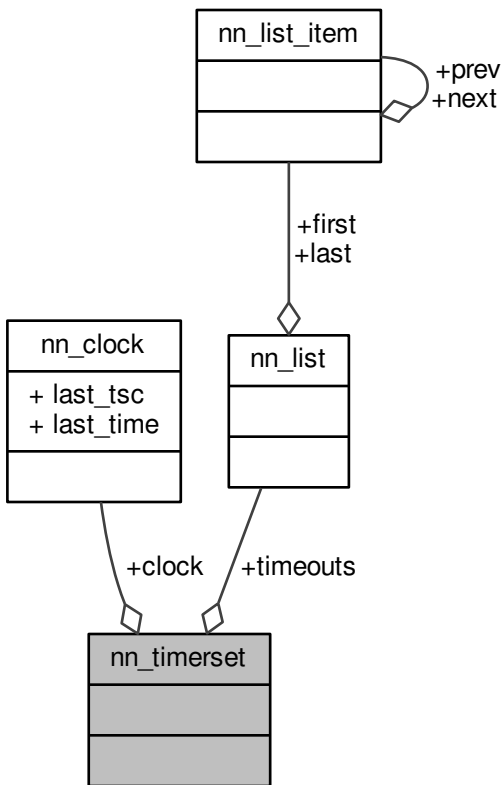 nn_list_item
+prev
+next
+first
+last
nn_clock
+ last_tsc
+ last_time
nn_list
+clock
+timeouts
nn_timerset